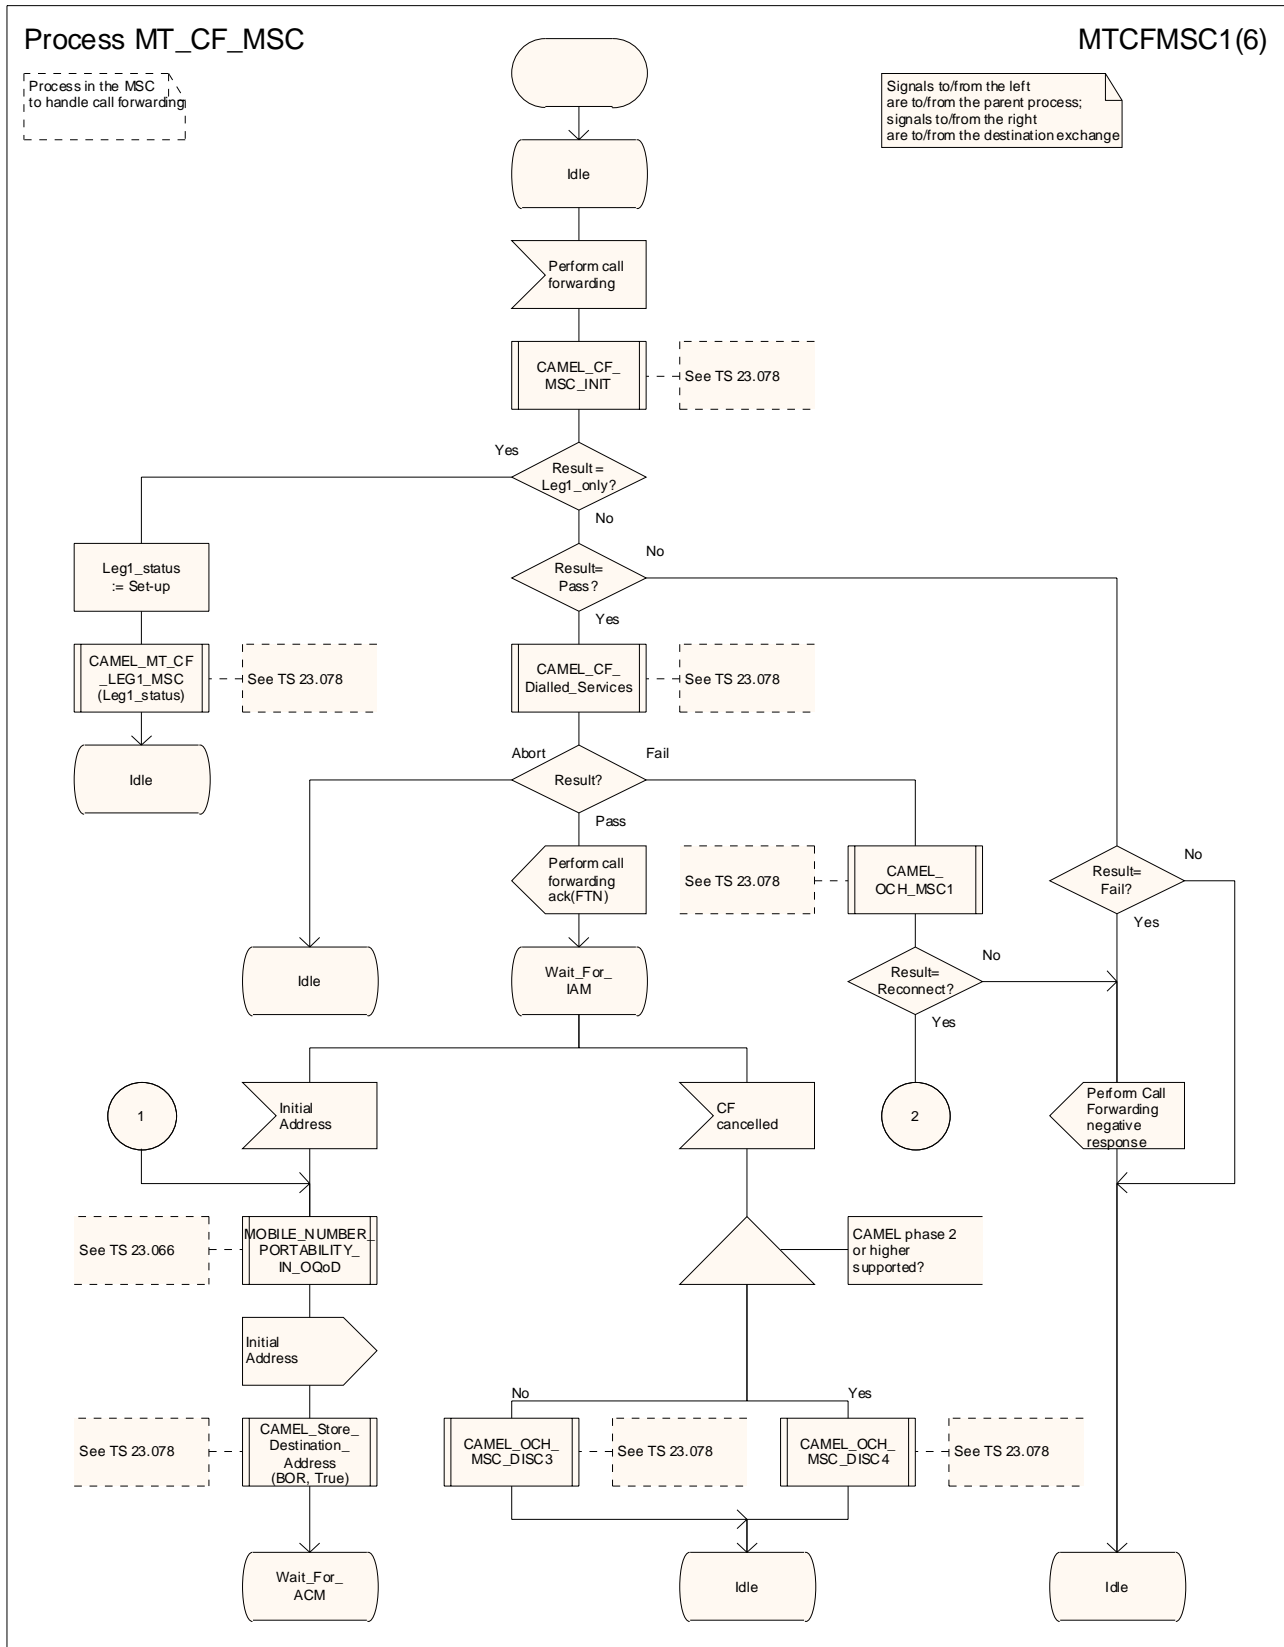 Process MT_CF_MSC
MTCFMSC1(6)
Process in the MSC
to handle call forwarding
Signals to/from the left
are to/from the parent process;
signals to/from the right
are to/from the destination exchange
Idle
Perform call
forwarding
CAMEL_CF_
MSC_INIT
See TS 23.078
Yes
Result =
Leg1_only?
No
Leg1_status
:= Set-up
Result=
Pass?
No
Yes
CAMEL_MT_CF
_LEG1_MSC
(Leg1_status)
See TS 23.078
CAMEL_CF_
Dialled_Services
See TS 23.078
Idle
Abort
Fail
Result?
Pass
Perform call
forwarding
ack(FTN)
See TS 23.078
CAMEL_
OCH_MSC1
Result=
Fail?
No
Yes
Idle
Wait_For_
IAM
Result=
Reconnect?
No
Yes
1
Initial
Address
CF
cancelled
2
Perform Call
Forwarding
negative
response
See TS 23.066
MOBILE_NUMBER_
PORTABILITY_
IN_OQoD
CAMEL phase 2
or higher
supported?
Initial
Address
No
Yes
See TS 23.078
CAMEL_Store_
Destination_
Address
(BOR, True)
CAMEL_OCH_
MSC_DISC3
See TS 23.078
CAMEL_OCH_
MSC_DISC4
See TS 23.078
Wait_For_
ACM
Idle
Idle